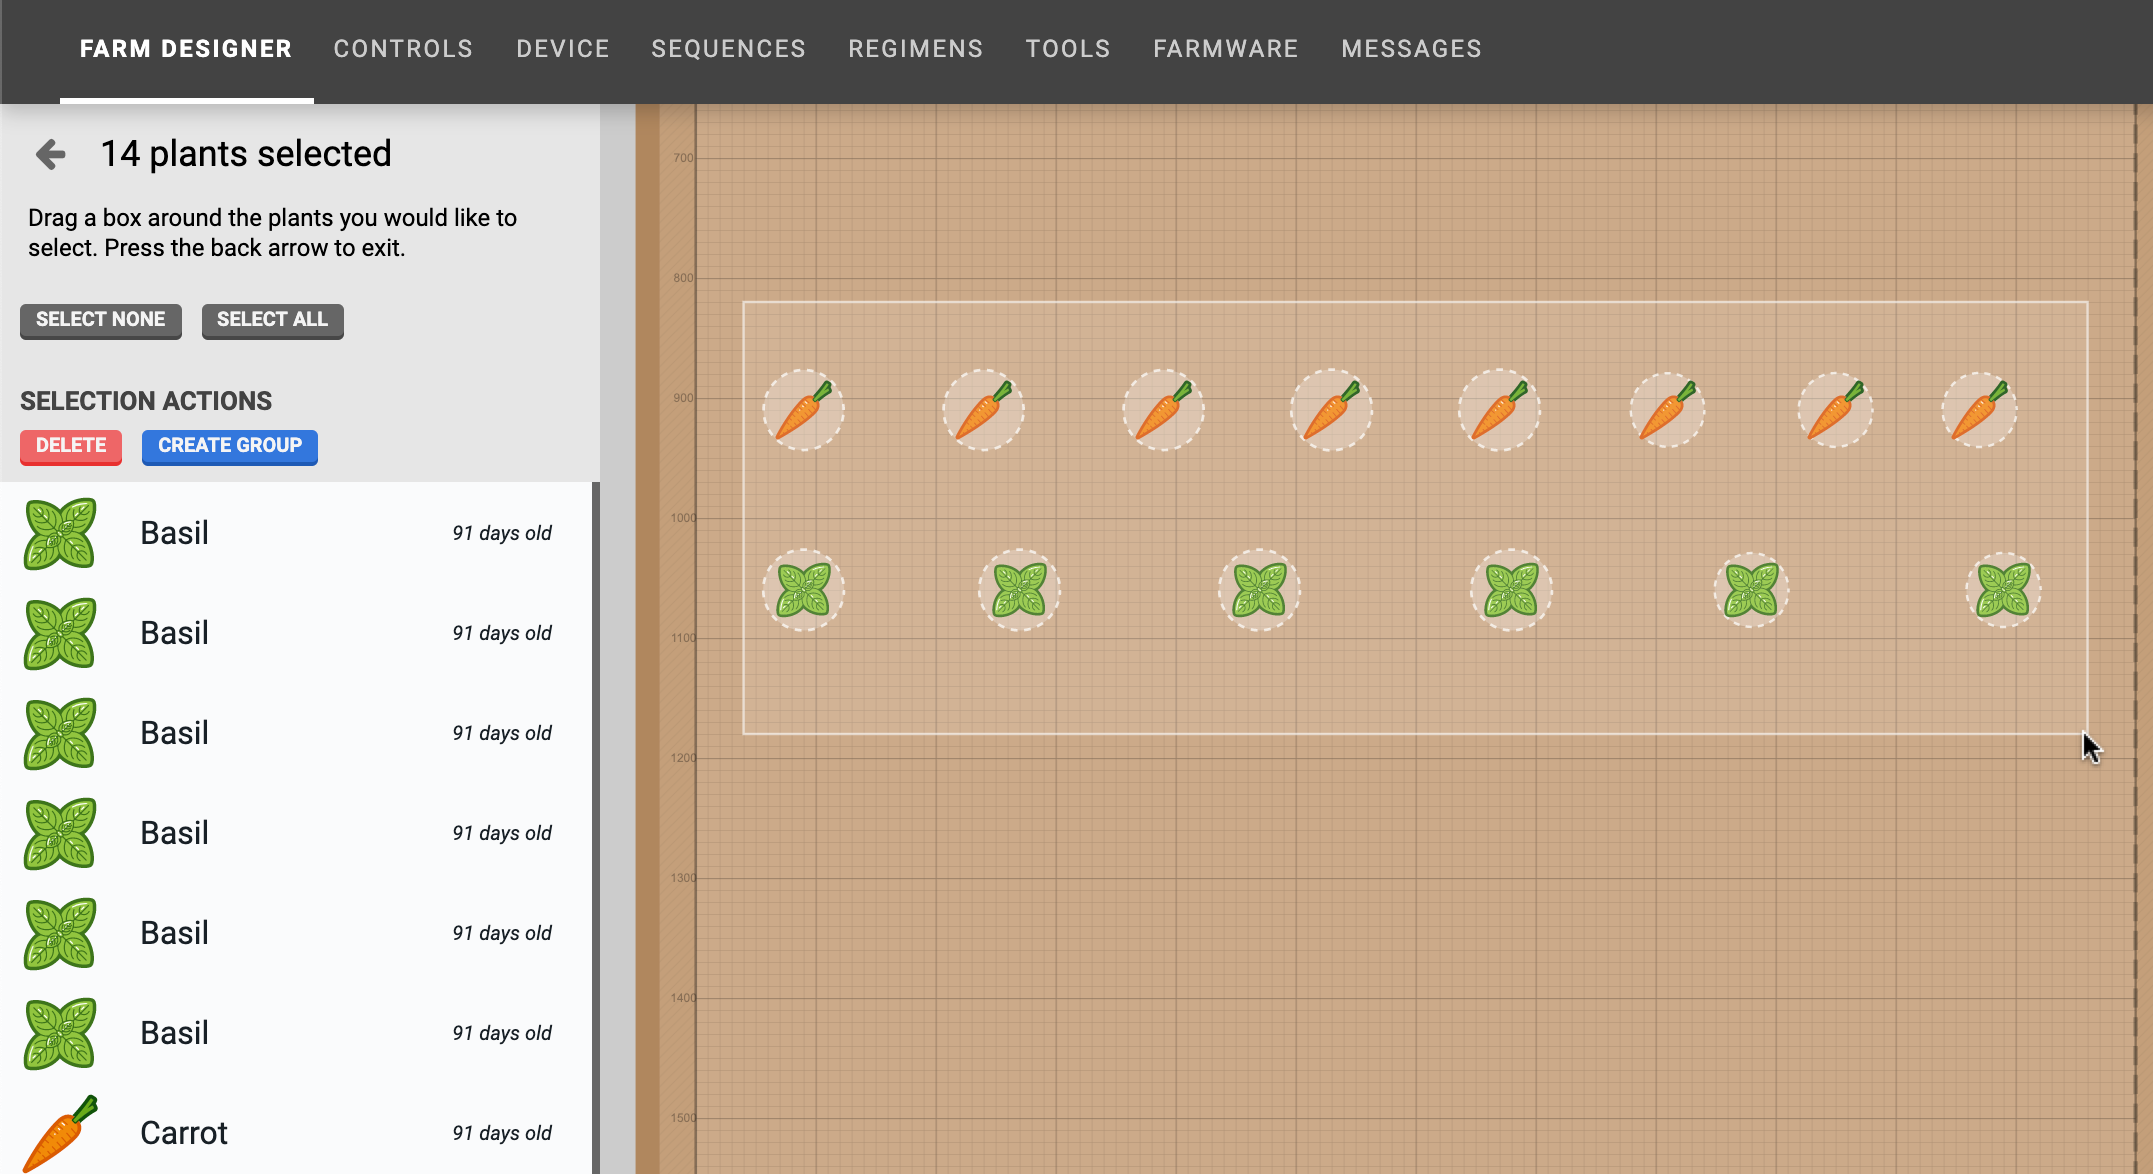 FARM DESIGNER CONTROLS DEVICE SEQUENCES REGIMENS TOOLS FARMWARE MESSAGES
14 plants selected
Drag a box around the plants you would like to
select. Press the back arrow to exit.
SELECT NONE SELECT ALL
SELECTION ACTIONS
DELETE CREATE GROUP
Basil 91 days old
Basil 91 days old
Basil 91 days old
Basil 91 days old
Basil 91 days old
Basil 91 days old
Carrot 91 days old
700
800
900
1000
1100
1200
1300
1400
1500